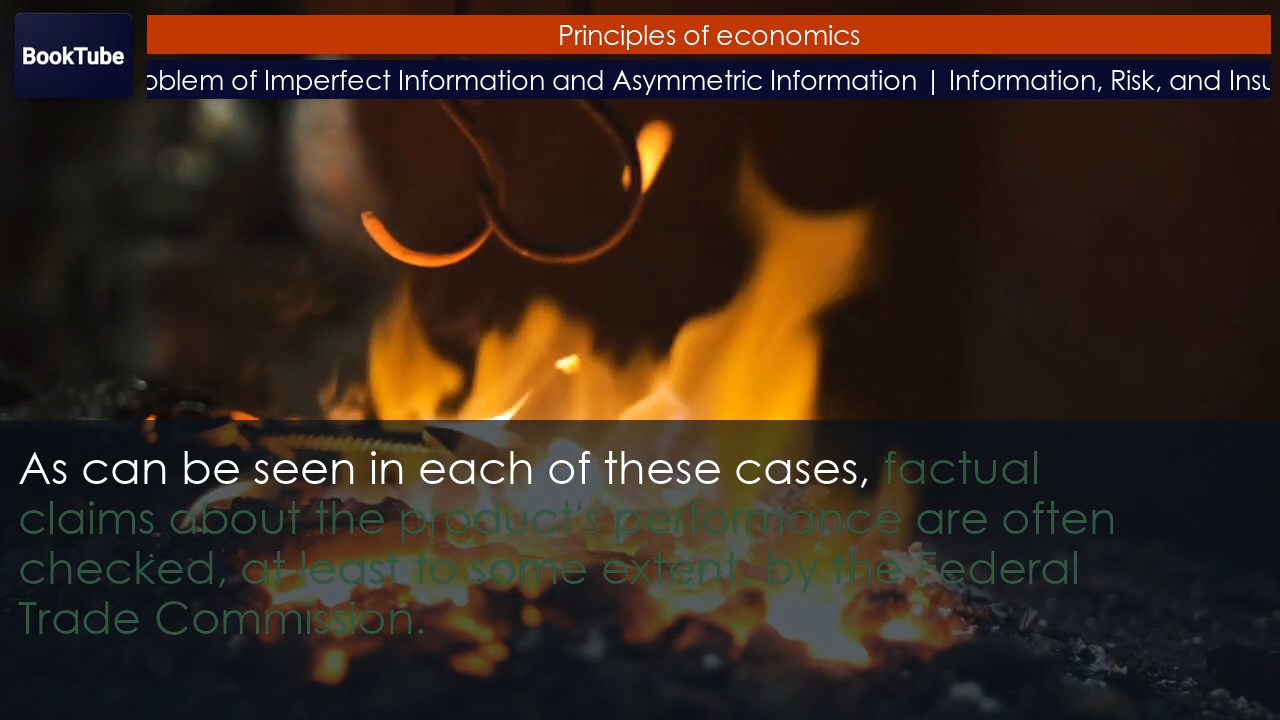 BookTube
Principles of economics
oblem of Imperfect Information and Asymmetric Information | Information, Risk, and Insu
As can be seen in each of these cases, factual
claims about the product's performance are often
checked, at least to some extent, by the Federal
Trade Commission.